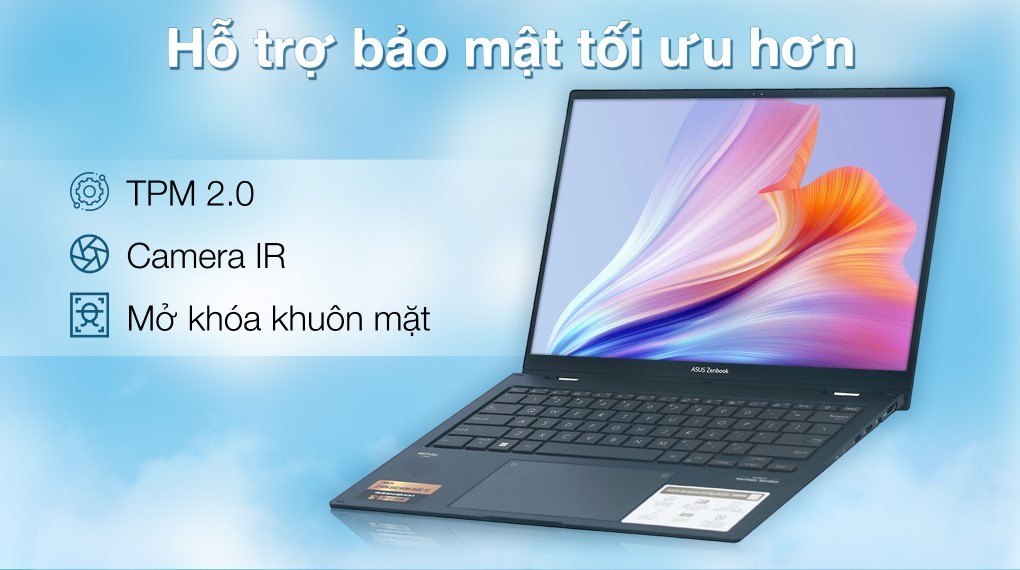 Hỗ trợ bảo mật tối ưu hơn
TPM 2.0
Camera IR
Mở khóa khuôn mặt
ASUS Zenbook